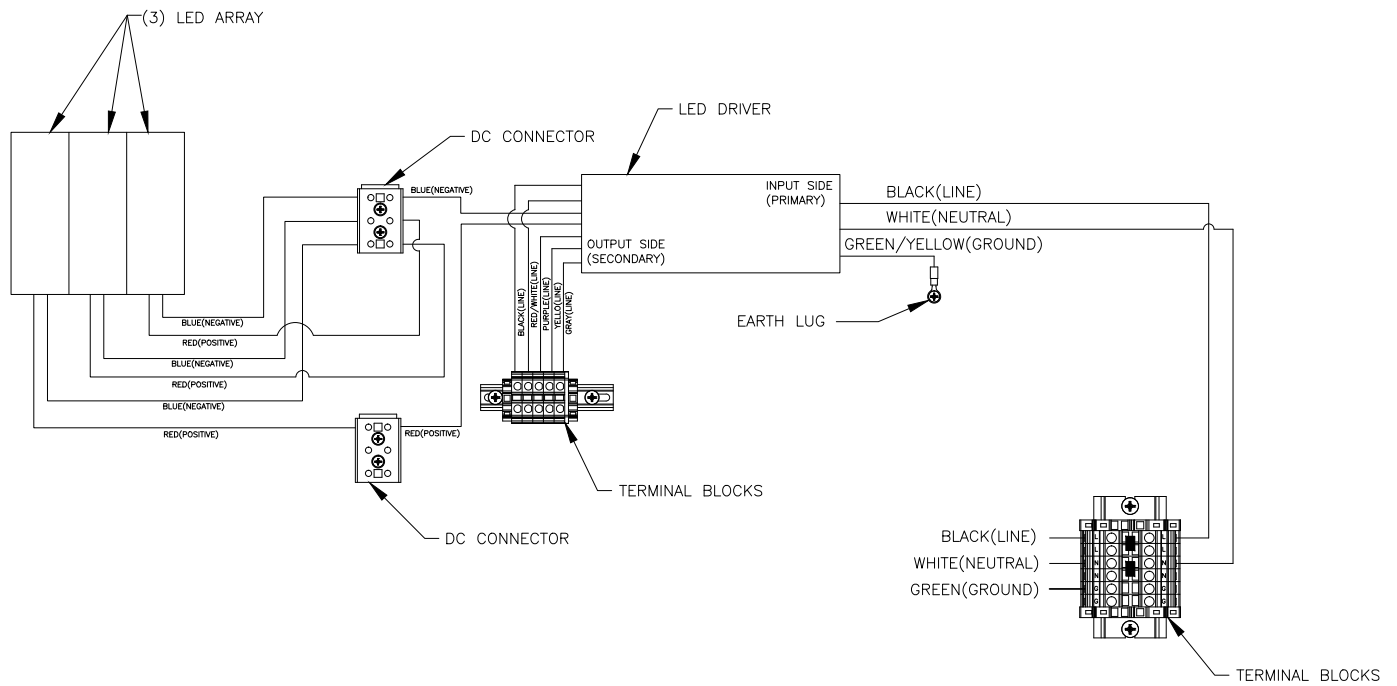 (3) LED ARRAY
LED DRIVER
DC CONNECTOR
BLUE(NEGATIVE)
INPUT SIDE
(PRIMARY)
BLACK(LINE)
WHITE(NEUTRAL)
GREEN/YELLOW(GROUND)
OUTPUT SIDE
(SECONDARY)
BLACK(LINE)
RED/WHITE(LINE)
PURPLE(LINE)
YELLO(LINE)
GRAY(LINE)
EARTH LUG
BLUE(NEGATIVE)
RED(POSITIVE)
BLUE(NEGATIVE)
RED(POSITIVE)
BLUE(NEGATIVE)
RED(POSITIVE)
RED(POSITIVE)
TERMINAL BLOCKS
DC CONNECTOR
BLACK(LINE)
WHITE(NEUTRAL)
GREEN(GROUND)
L L
L L
N N
N N
G G
G G
TERMINAL BLOCKS